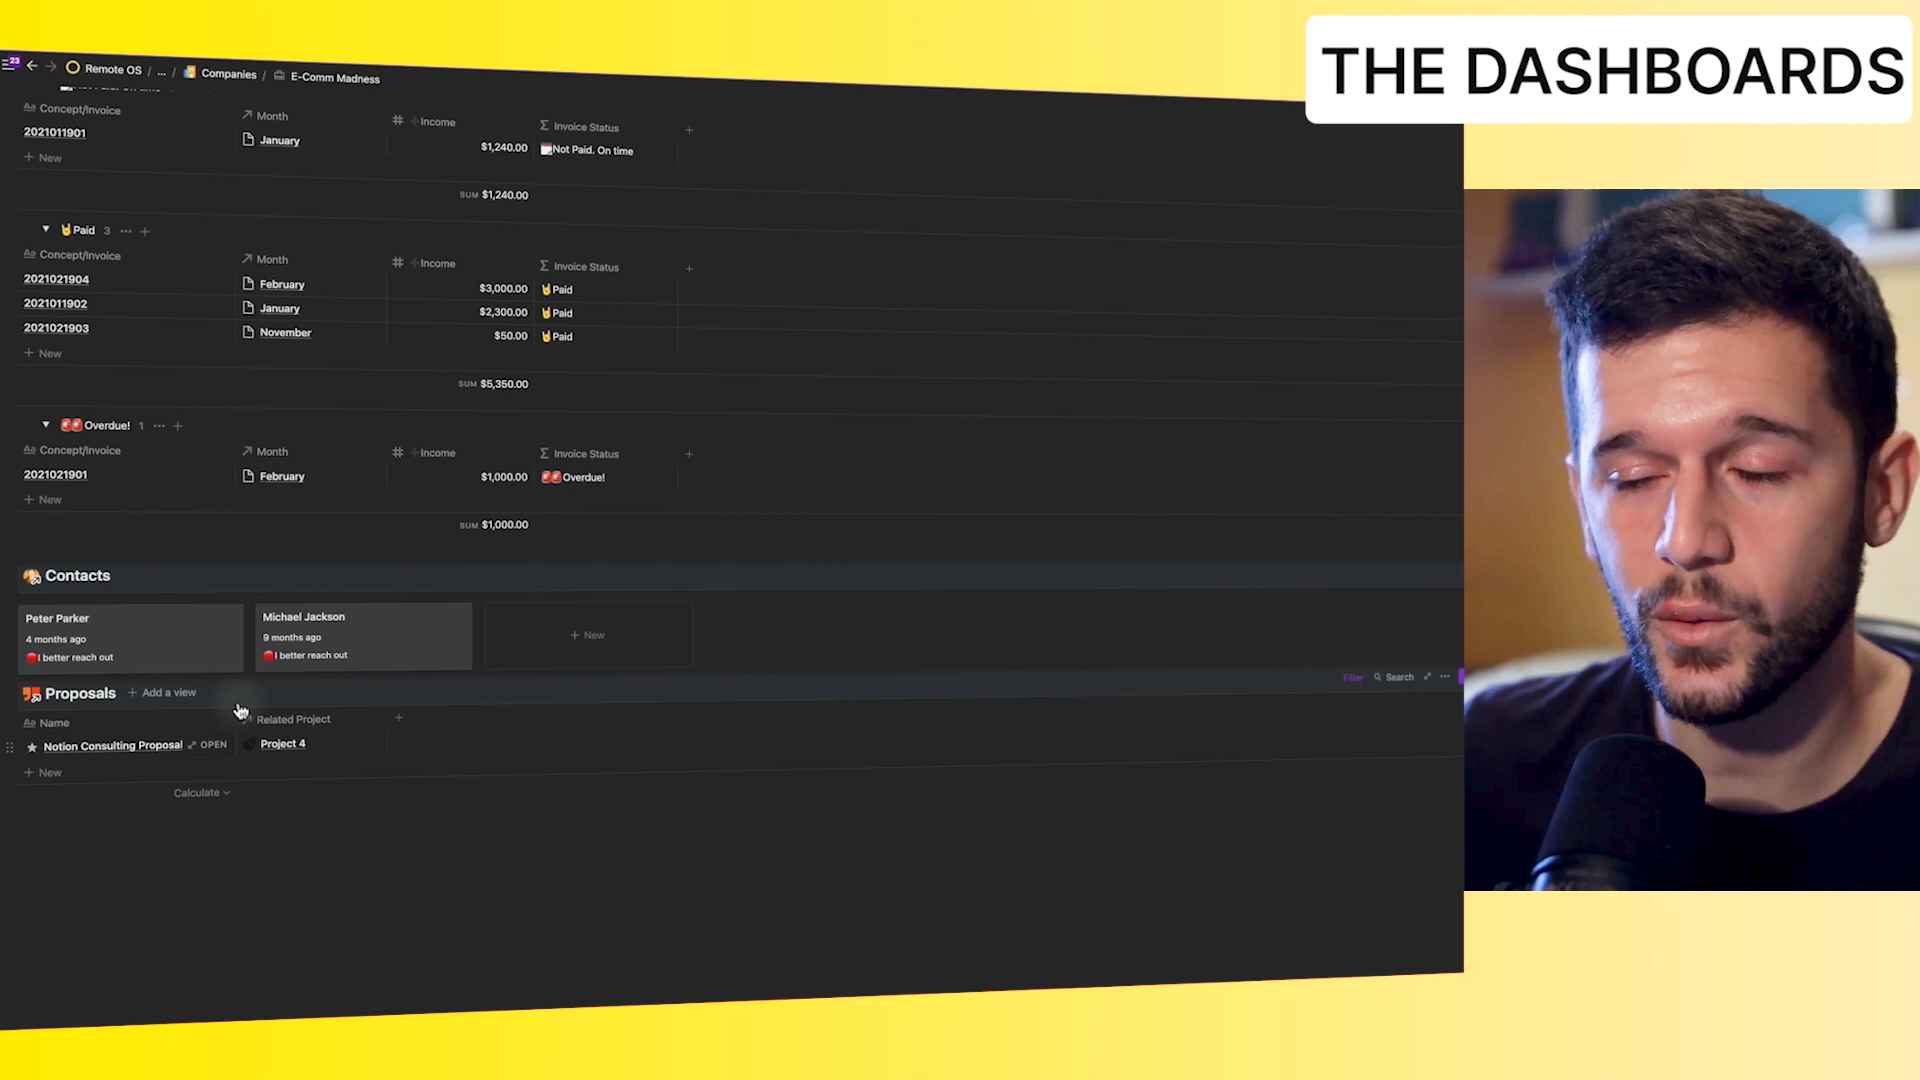 THE DASHBOARDS
23
Remote OS / ... / Companies / E-Comm Madness
Aa Concept/Invoice Month # Income Σ Invoice Status +
2021011901 January $1,240.00 Not Paid. On time
+ New
SUM $1,240.00
Paid 3 ... +
Aa Concept/Invoice Month # Income Σ Invoice Status +
2021021904 February $3,000.00 Paid
2021011902 January $2,300.00 Paid
2021021903 November $50.00 Paid
+ New
SUM $5,350.00
Overdue! 1 ... +
Aa Concept/Invoice Month # Income Σ Invoice Status +
2021021901 February $1,000.00 Overdue!
+ New
SUM $1,000.00
Contacts
Peter Parker Michael Jackson
4 months ago 9 months ago + New
I better reach out I better reach out
Proposals + Add a view Filter Search ...
Aa Name Related Project +
Notion Consulting Proposal OPEN Project 4
+ New
Calculate